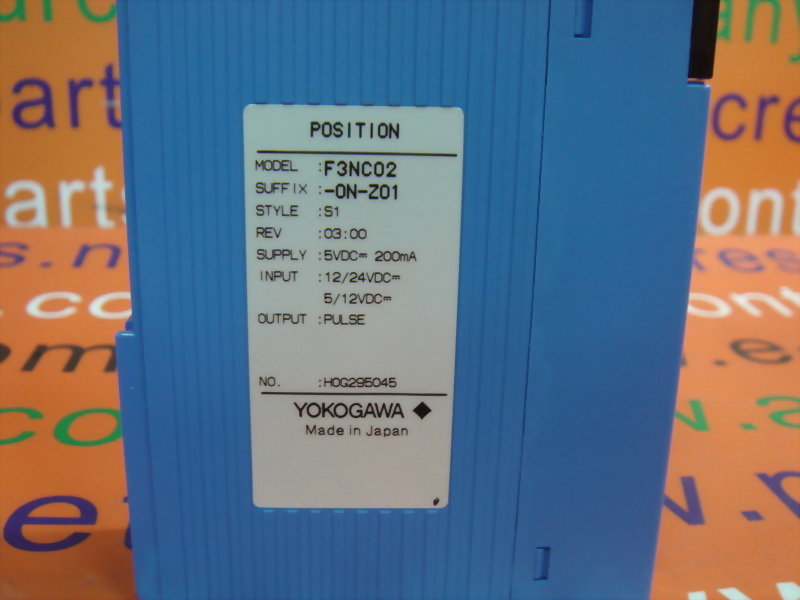 POSITION
MODEL :F3NC02
SUFFIX :-0N-Z01
STYLE :S1
REV :03:00
SUPPLY :5VDC⎓ 200mA
INPUT :12/24VDC⎓
5/12VDC⎓
OUTPUT :PULSE
NO. :H0G295045
YOKOGAWA
Made in Japan